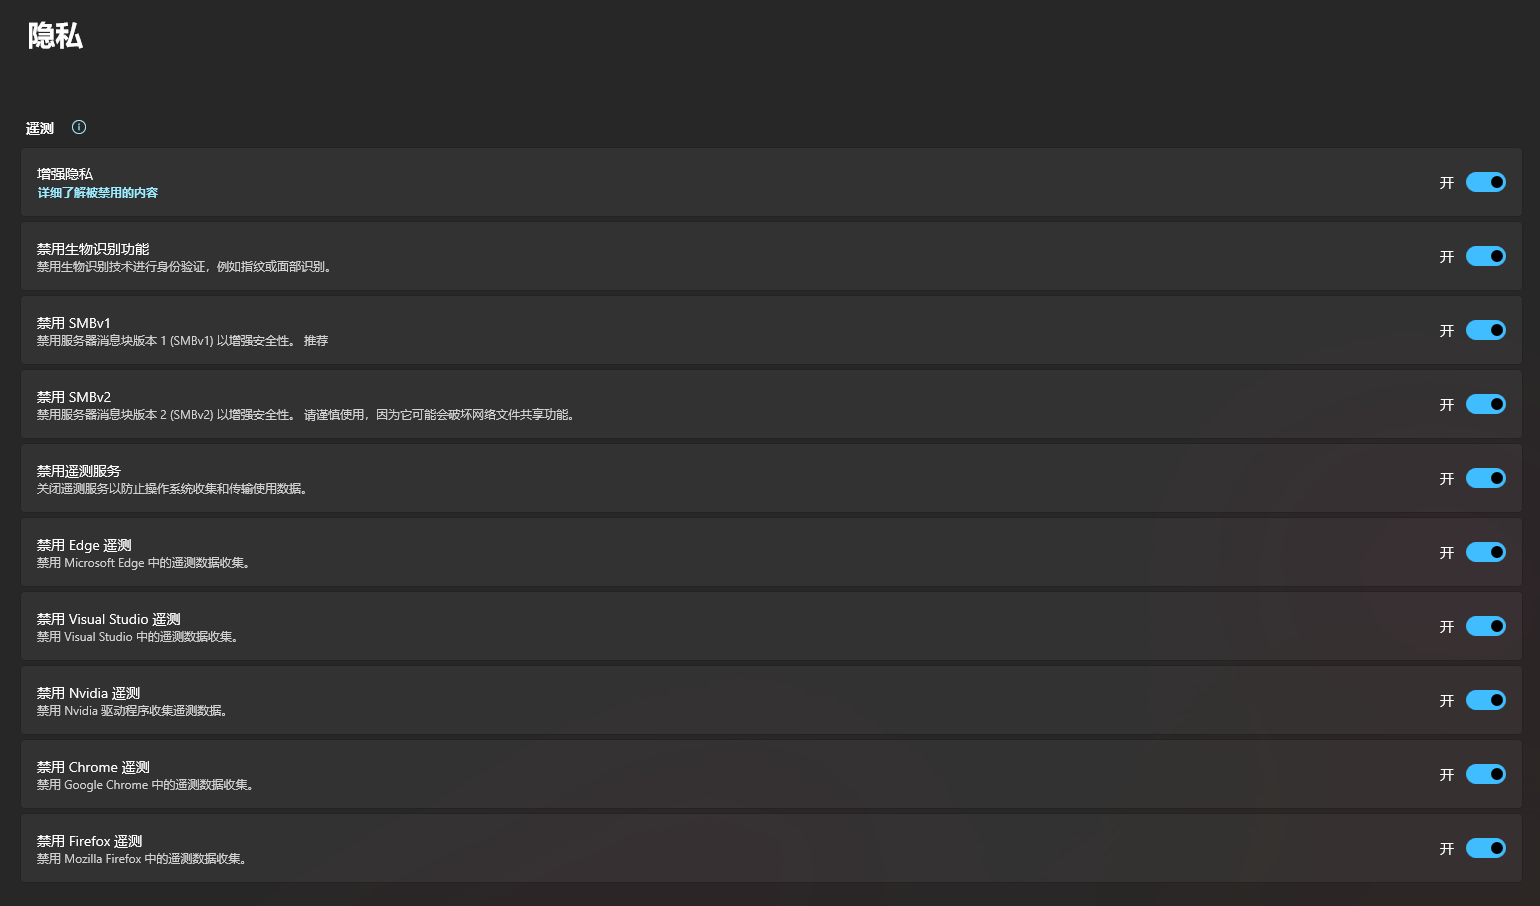 隐私
遥测
增强隐私
开
详细了解被禁用的内容
禁用生物识别功能
开
禁用生物识别技术进行身份验证，例如指纹或面部识别。
禁用 SMBv1
开
禁用服务器消息块版本 1 (SMBv1) 以增强安全性。 推荐
禁用 SMBv2
开
禁用服务器消息块版本 2 (SMBv2) 以增强安全性。 请谨慎使用，因为它可能会破坏网络文件共享功能。
禁用遥测服务
开
关闭遥测服务以防止操作系统收集和传输使用数据。
禁用 Edge 遥测
开
禁用 Microsoft Edge 中的遥测数据收集。
禁用 Visual Studio 遥测
开
禁用 Visual Studio 中的遥测数据收集。
禁用 Nvidia 遥测
开
禁用 Nvidia 驱动程序收集遥测数据。
禁用 Chrome 遥测
开
禁用 Google Chrome 中的遥测数据收集。
禁用 Firefox 遥测
开
禁用 Mozilla Firefox 中的遥测数据收集。